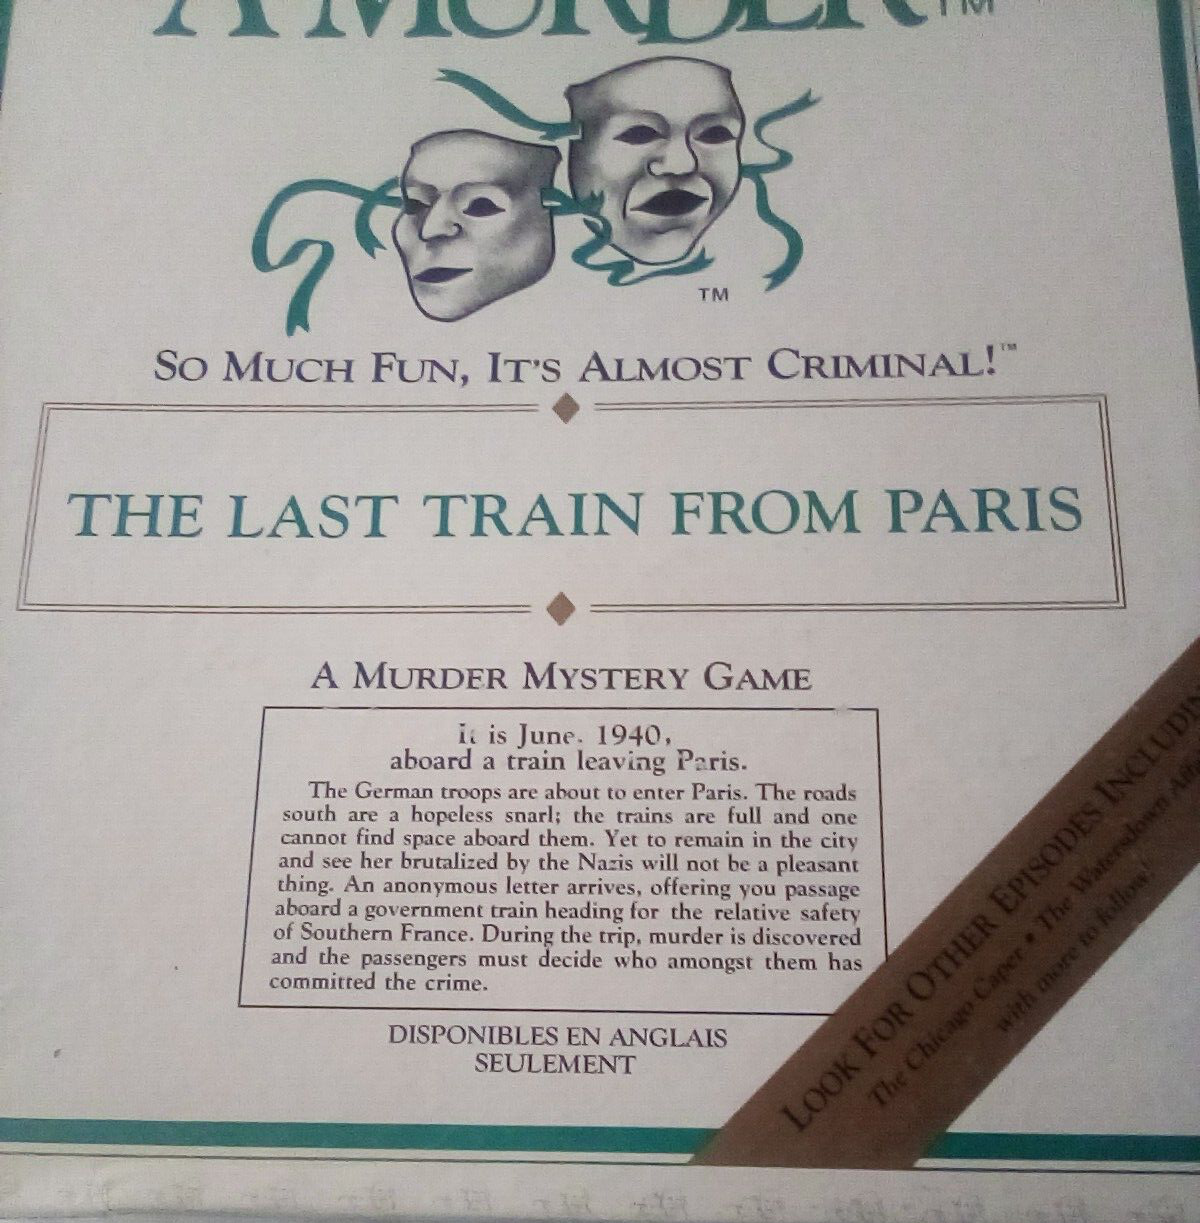 A MURDER™
TM
SO MUCH FUN, IT'S ALMOST CRIMINAL!™
THE LAST TRAIN FROM PARIS
A MURDER MYSTERY GAME
It is June, 1940,
aboard a train leaving Paris.
The German troops are about to enter Paris. The roads
south are a hopeless snarl; the trains are full and one
cannot find space aboard them. Yet to remain in the city
and see her brutalized by the Nazis will not be a pleasant
thing. An anonymous letter arrives, offering you passage
aboard a government train heading for the relative safety
of Southern France. During the trip, murder is discovered
and the passengers must decide who amongst them has
committed the crime.
DISPONIBLES EN ANGLAIS
SEULEMENT
LOOK FOR OTHER EPISODES
The Chicago Caper • The Watersdown
with more to follow!